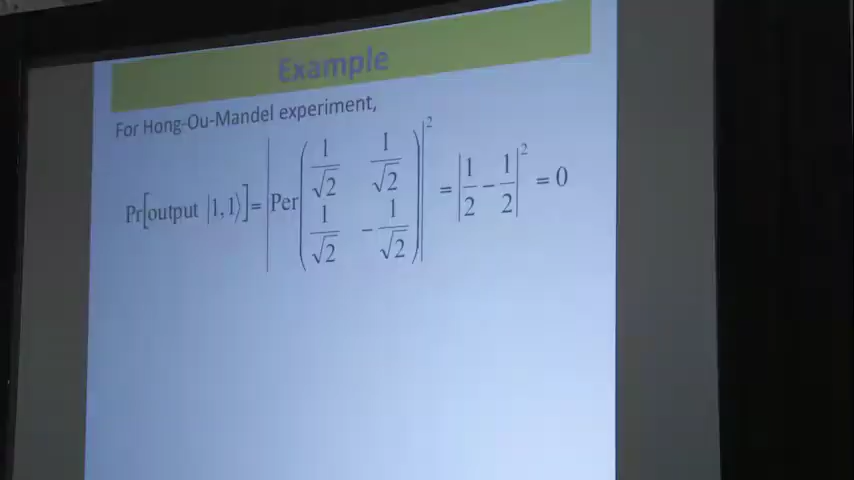 Example
For Hong-Ou-Mandel experiment,
Pr[output |1,1⟩] = |Per(1/√2 1/√2 1/√2 -1/√2)|² = |1/2 - 1/2|² = 0